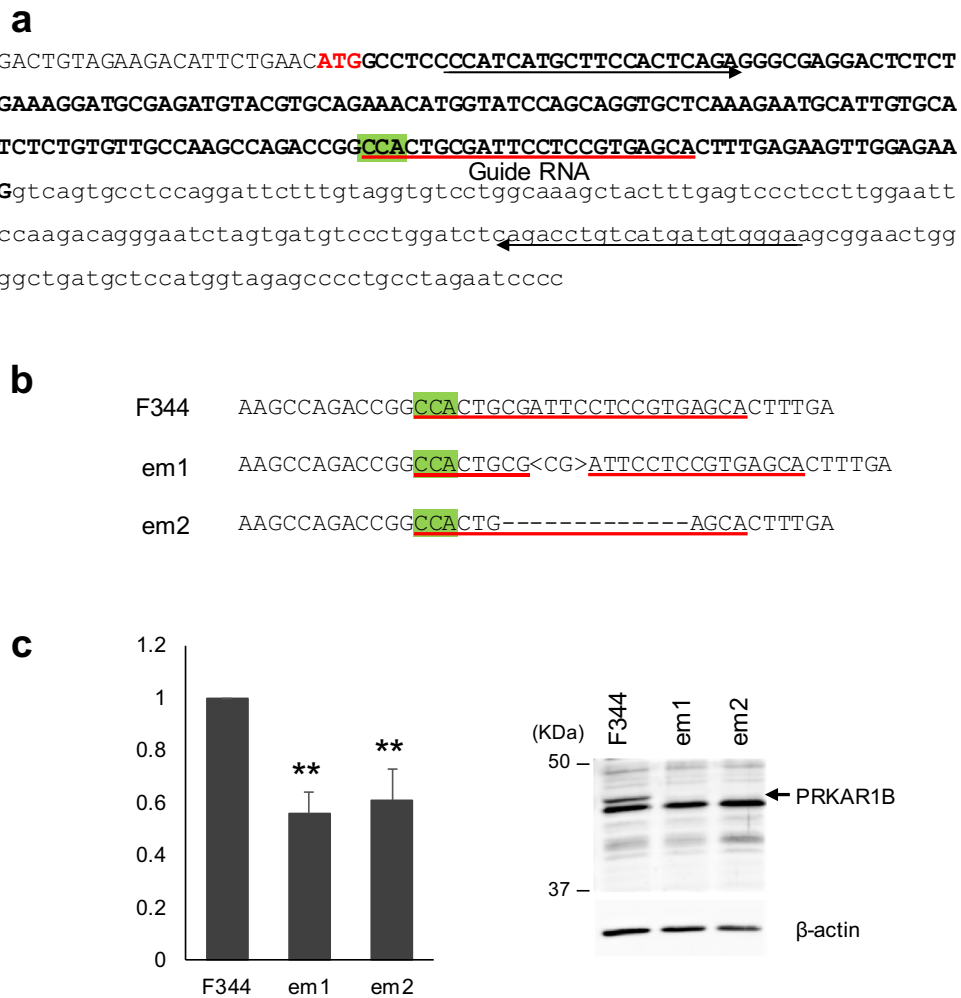 a
GACTGTAGAAGACATTCTGAACATGGCCTCCCCCATCATGCTTCCACTCAGAGGGCGAGGACTCTCT
GAAAGGATGCGAGATGTACGTGCAGAAACATGGTATCCAGCAGGTGCTCAAAGAATGCATTGTGCA
TCTCTGTGTTGCCAAGCCAGACCGGCCACTGCGATTCCTCCGTGAGCACTTTGAGAAGTTGGAGAA
Guide RNA
Ggtcagtgcctccaggattctttgtaggtgtcctggcaaagctactttgagtccctccttggaatt
ccaagacagggaatctagtgatgtccctggatctcagacctgtcatgatgtgggaagcggaactgg
ggctgatgctccatggtagagcccctgcctagaatcccc
b
F344 AAGCCAGACCGGCCACTGCGATTCCTCCGTGAGCACTTTGA
em1 AAGCCAGACCGGCCACTGCG<CG>ATTCCTCCGTGAGCACTTTGA
em2 AAGCCAGACCGGCCACTG-------------AGCACTTTGA
c
1.2
1
0.8
0.6
0.4
0.2
0
** **
F344 em1 em2
F344 em1 em2
(KDa)
50
PRKAR1B
37
β-actin